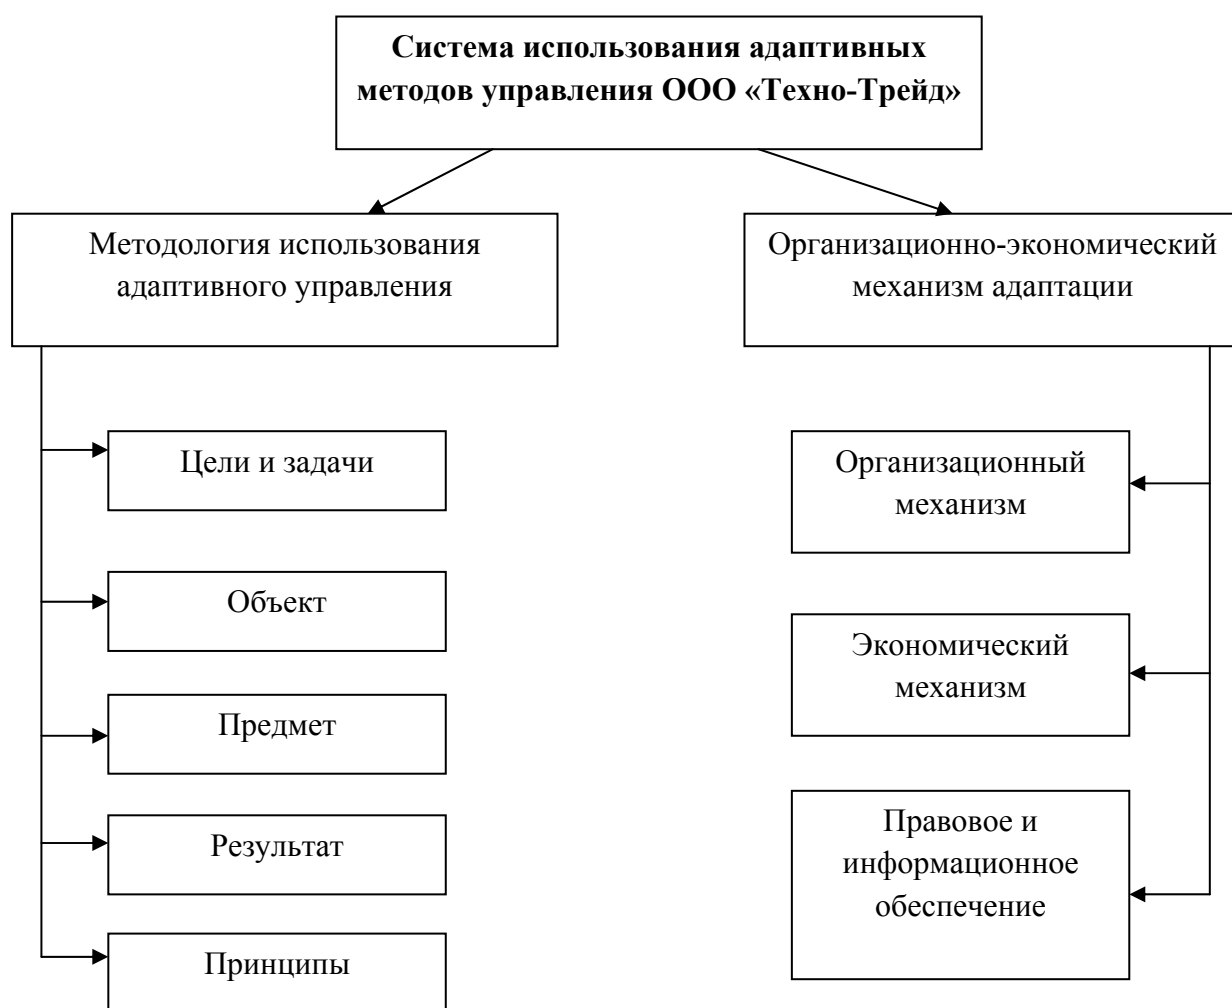 Система использования адаптивных
методов управления ООО «Техно-Трейд»
Методология использования
адаптивного управления
Организационно-экономический
механизм адаптации
Цели и задачи
Объект
Предмет
Результат
Принципы
Организационный
механизм
Экономический
механизм
Правовое и
информационное
обеспечение